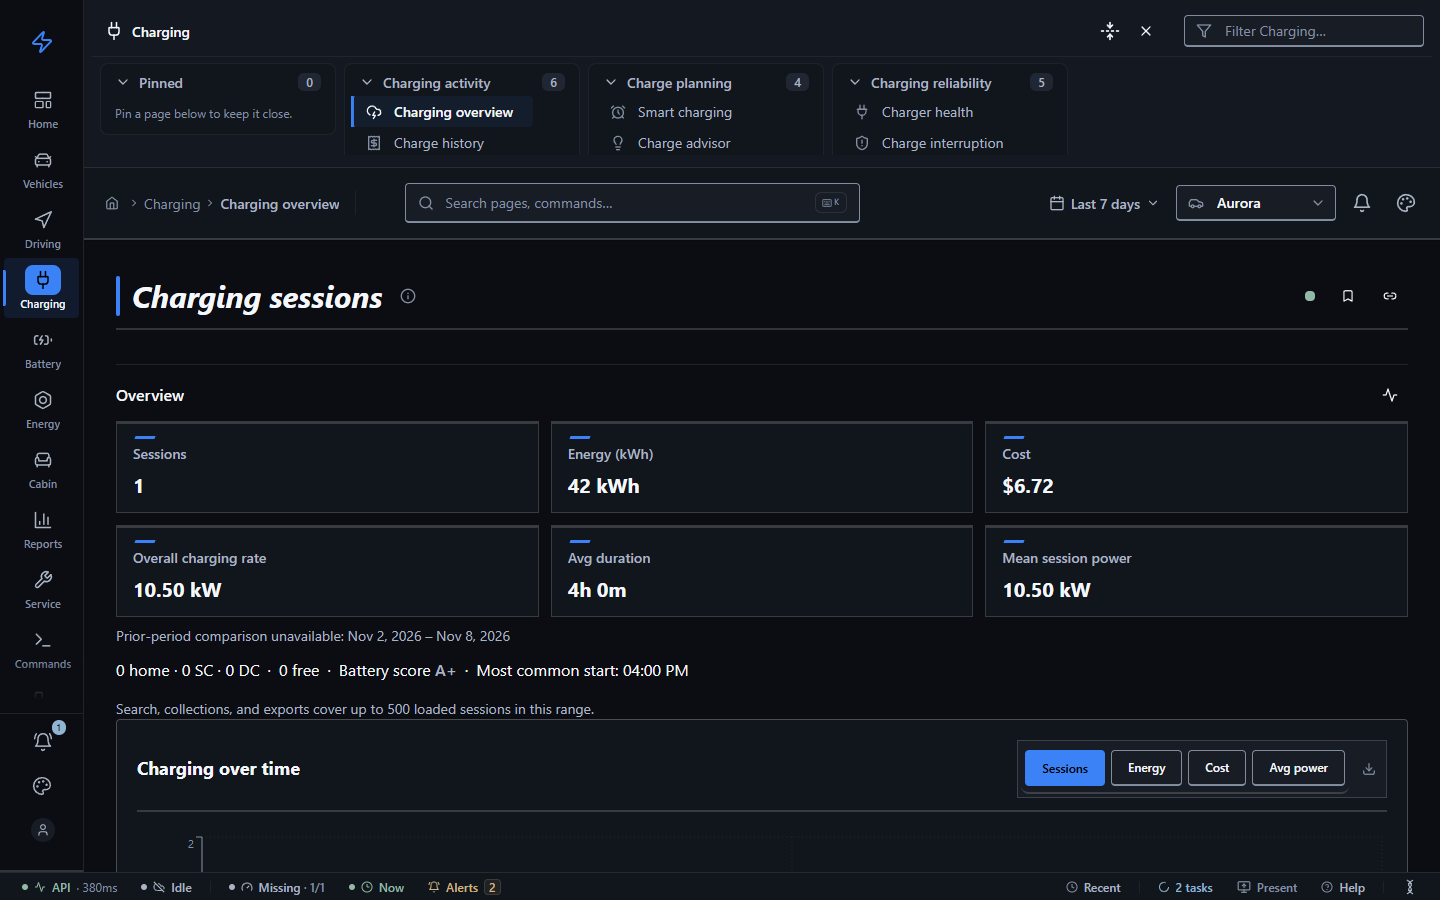 Charging
Filter Charging...
Home
Vehicles
Driving
Charging
Battery
Energy
Cabin
Reports
Service
Commands
1
Pinned 0
Pin a page below to keep it close.
Charging activity 6
Charging overview
Charge history
Charge planning 4
Smart charging
Charge advisor
Charging reliability 5
Charger health
Charge interruption
Charging
Charging overview
Search pages, commands...
K
Last 7 days
Aurora
Charging sessions
Overview
Sessions
1
Energy (kWh)
42 kWh
Cost
$6.72
Overall charging rate
10.50 kW
Avg duration
4h 0m
Mean session power
10.50 kW
Prior-period comparison unavailable: Nov 2, 2026 – Nov 8, 2026
0 home · 0 SC · 0 DC · 0 free · Battery score A+ · Most common start: 04:00 PM
Search, collections, and exports cover up to 500 loaded sessions in this range.
Charging over time
Sessions
Energy
Cost
Avg power
2
API · 380ms
Idle
Missing · 1/1
Now
Alerts 2
Recent
2 tasks
Present
Help